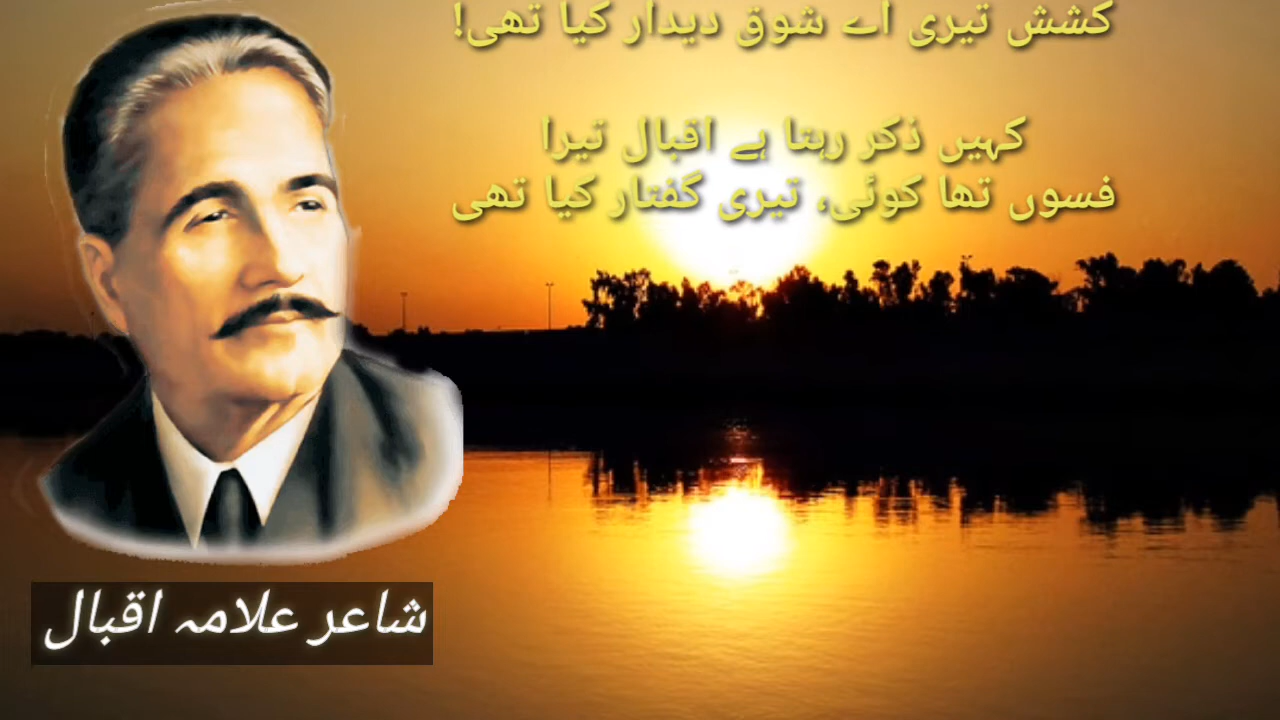 کشش تیری اے شوق دیدار کیا تھی!
کہیں ذکر رہتا ہے اقبال تیرا
فسوں تھا کوئی، تیری گفتار کیا تھی
شاعر علامہ اقبال